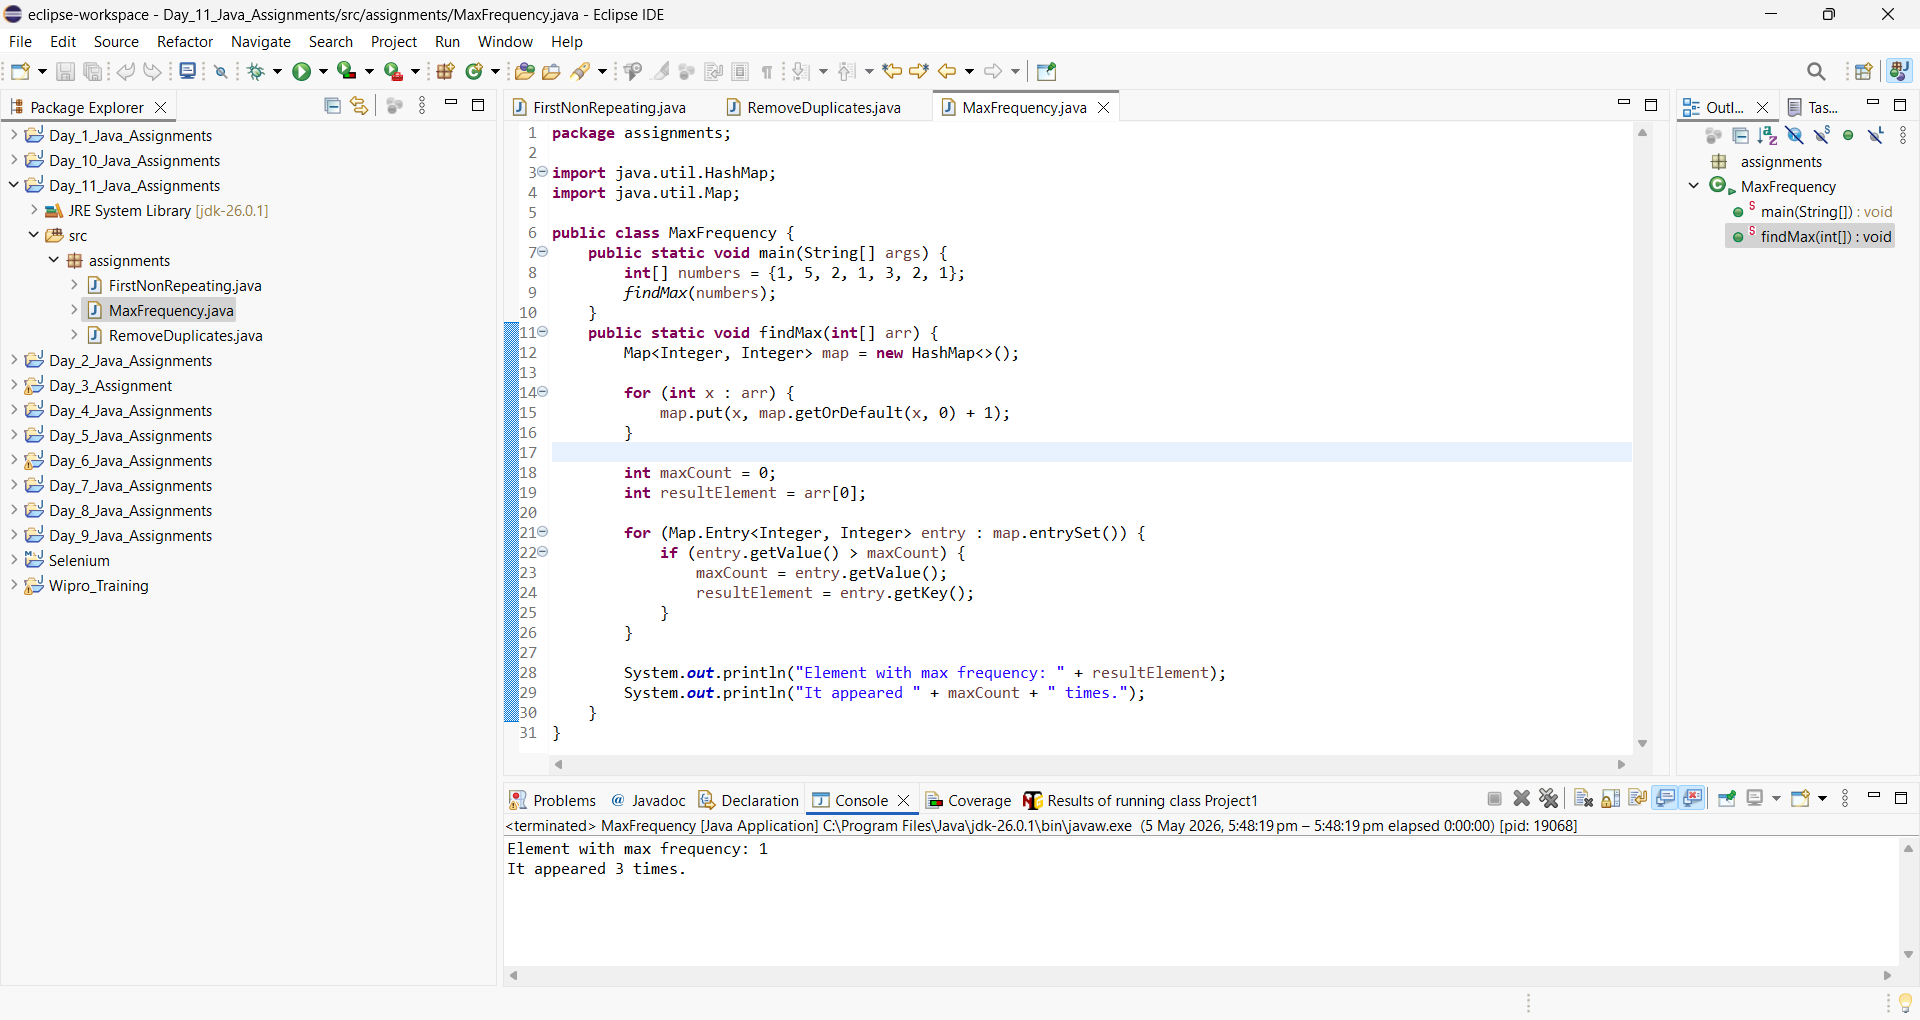 eclipse-workspace - Day_11_Java_Assignments/src/assignments/MaxFrequency.java - Eclipse IDE
File Edit Source Refactor Navigate Search Project Run Window Help
Package Explorer
Day_1_Java_Assignments
Day_10_Java_Assignments
Day_11_Java_Assignments
JRE System Library [jdk-26.0.1]
src
assignments
FirstNonRepeating.java
MaxFrequency.java
RemoveDuplicates.java
Day_2_Java_Assignments
Day_3_Assignment
Day_4_Java_Assignments
Day_5_Java_Assignments
Day_6_Java_Assignments
Day_7_Java_Assignments
Day_8_Java_Assignments
Day_9_Java_Assignments
Selenium
Wipro_Training
FirstNonRepeating.java RemoveDuplicates.java MaxFrequency.java
1 package assignments;
2
3 import java.util.HashMap;
4 import java.util.Map;
5
6 public class MaxFrequency {
7     public static void main(String[] args) {
8         int[] numbers = {1, 5, 2, 1, 3, 2, 1};
9         findMax(numbers);
10     }
11     public static void findMax(int[] arr) {
12         Map<Integer, Integer> map = new HashMap<>();
13
14         for (int x : arr) {
15             map.put(x, map.getOrDefault(x, 0) + 1);
16         }
17
18         int maxCount = 0;
19         int resultElement = arr[0];
20
21         for (Map.Entry<Integer, Integer> entry : map.entrySet()) {
22             if (entry.getValue() > maxCount) {
23                 maxCount = entry.getValue();
24                 resultElement = entry.getKey();
25             }
26         }
27
28         System.out.println("Element with max frequency: " + resultElement);
29         System.out.println("It appeared " + maxCount + " times.");
30     }
31 }
Outl... Tas...
assignments
MaxFrequency
main(String[]) : void
findMax(int[]) : void
Problems Javadoc Declaration Console Coverage Results of running class Project1
<terminated> MaxFrequency [Java Application] C:\Program Files\Java\jdk-26.0.1\bin\javaw.exe (5 May 2026, 5:48:19 pm – 5:48:19 pm elapsed 0:00:00) [pid: 19068]
Element with max frequency: 1
It appeared 3 times.